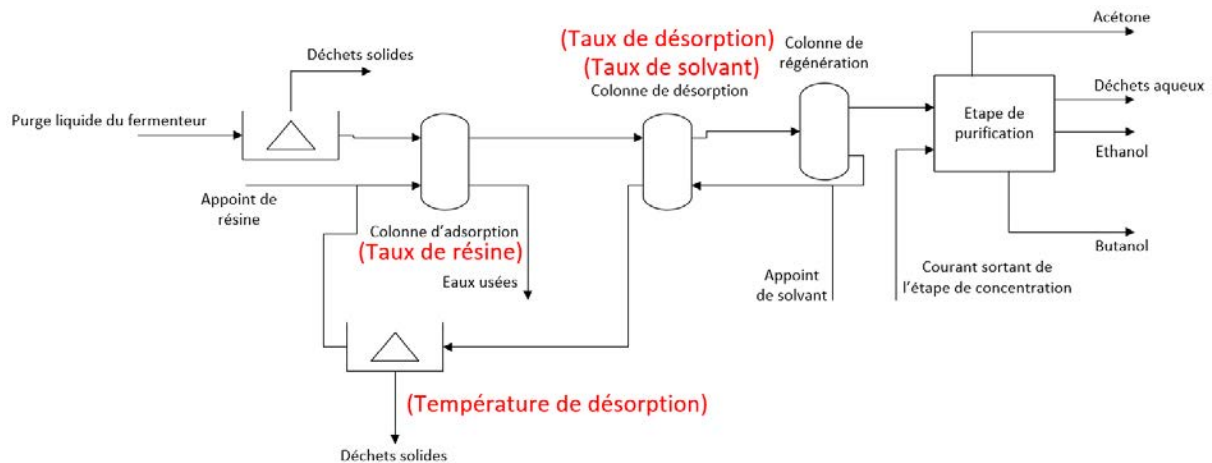 (Taux de désorption)
(Taux de solvant)
Colonne de désorption
Colonne de
régénération
Acétone
Déchets solides
Déchets aqueux
Purge liquide du fermenteur
Etape de
purification
Ethanol
Appoint de
résine
Colonne d'adsorption
(Taux de résine)
Eaux usées
Appoint
de solvant
Courant sortant de
l'étape de concentration
Butanol
(Température de désorption)
Déchets solides